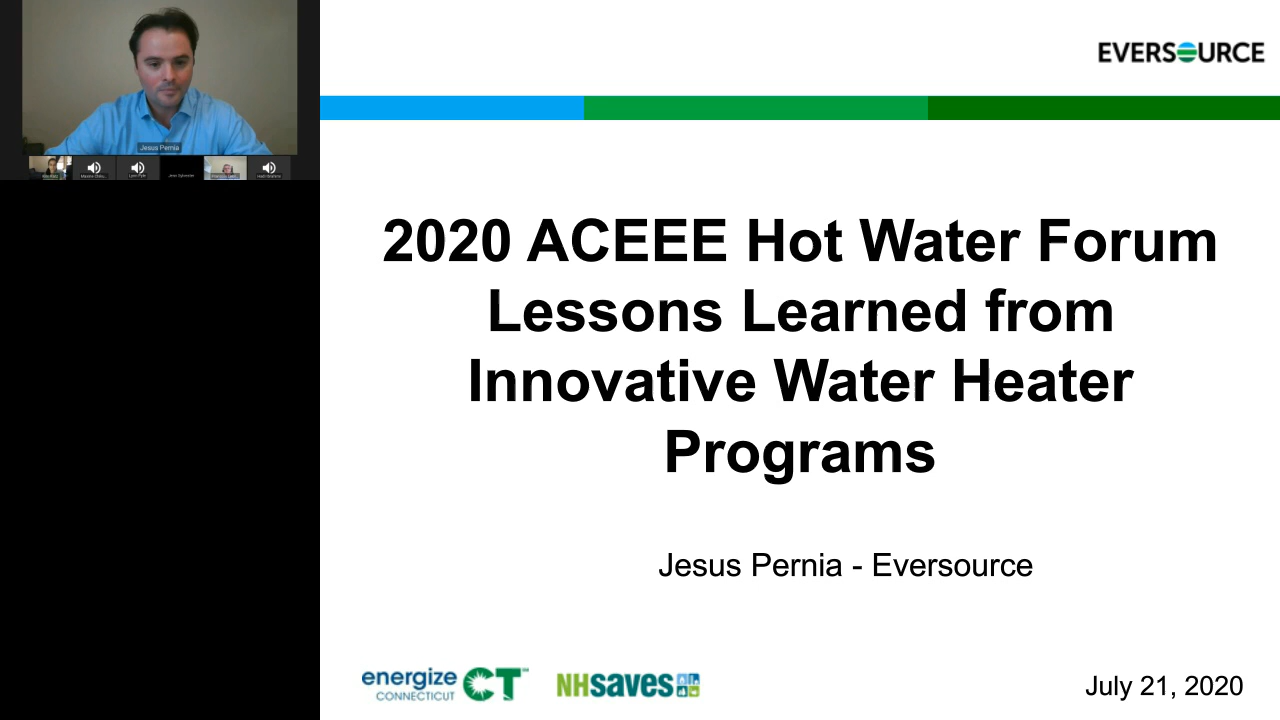 Jesus Pernia
EVERSOURCE
2020 ACEEE Hot Water Forum
Lessons Learned from
Innovative Water Heater
Programs
Jesus Pernia - Eversource
energize CT
CONNECTICUT
NHsaves
July 21, 2020